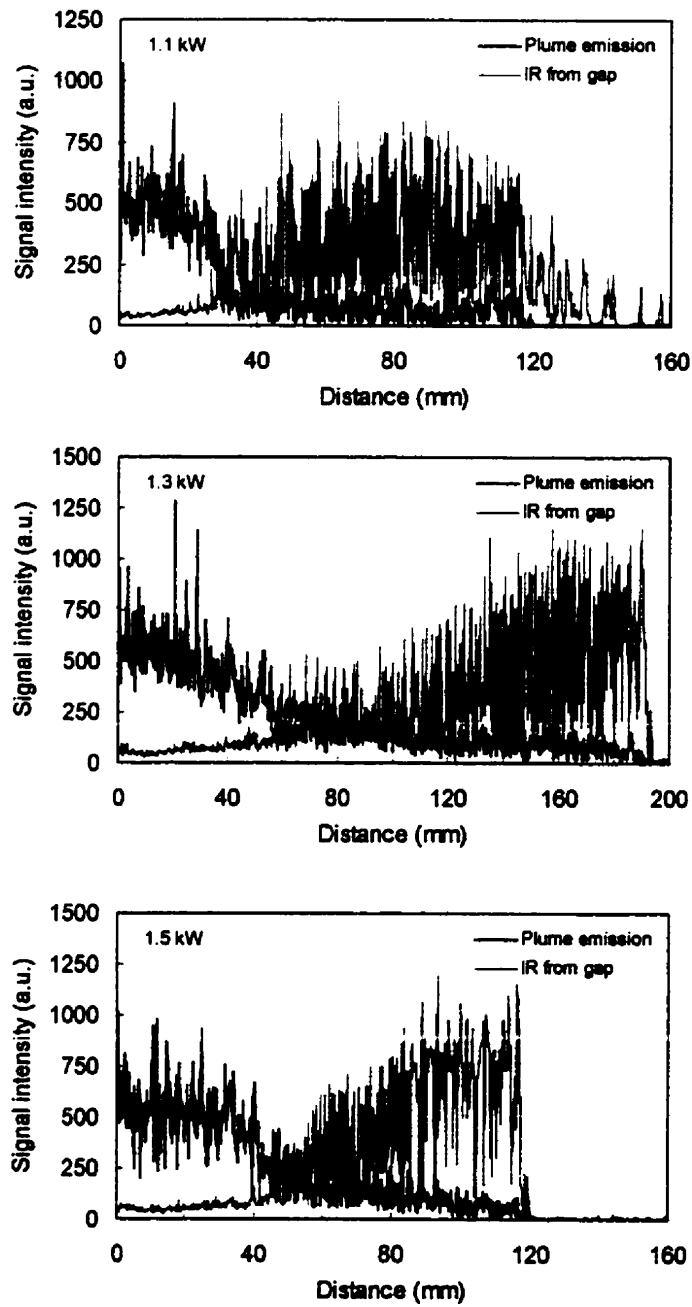 1250
1000
750
500
250
0
Signal intensity (a.u.)
1.1 kW
Plume emission
IR from gap
0 40 80 120 160
Distance (mm)
1500
1250
1000
750
500
250
0
Signal intensity (a.u.)
1.3 kW
Plume emission
IR from gap
0 40 80 120 160 200
Distance (mm)
1500
1250
1000
750
500
250
0
Signal intensity (a.u.)
1.5 kW
Plume emission
IR from gap
0 40 80 120 160
Distance (mm)